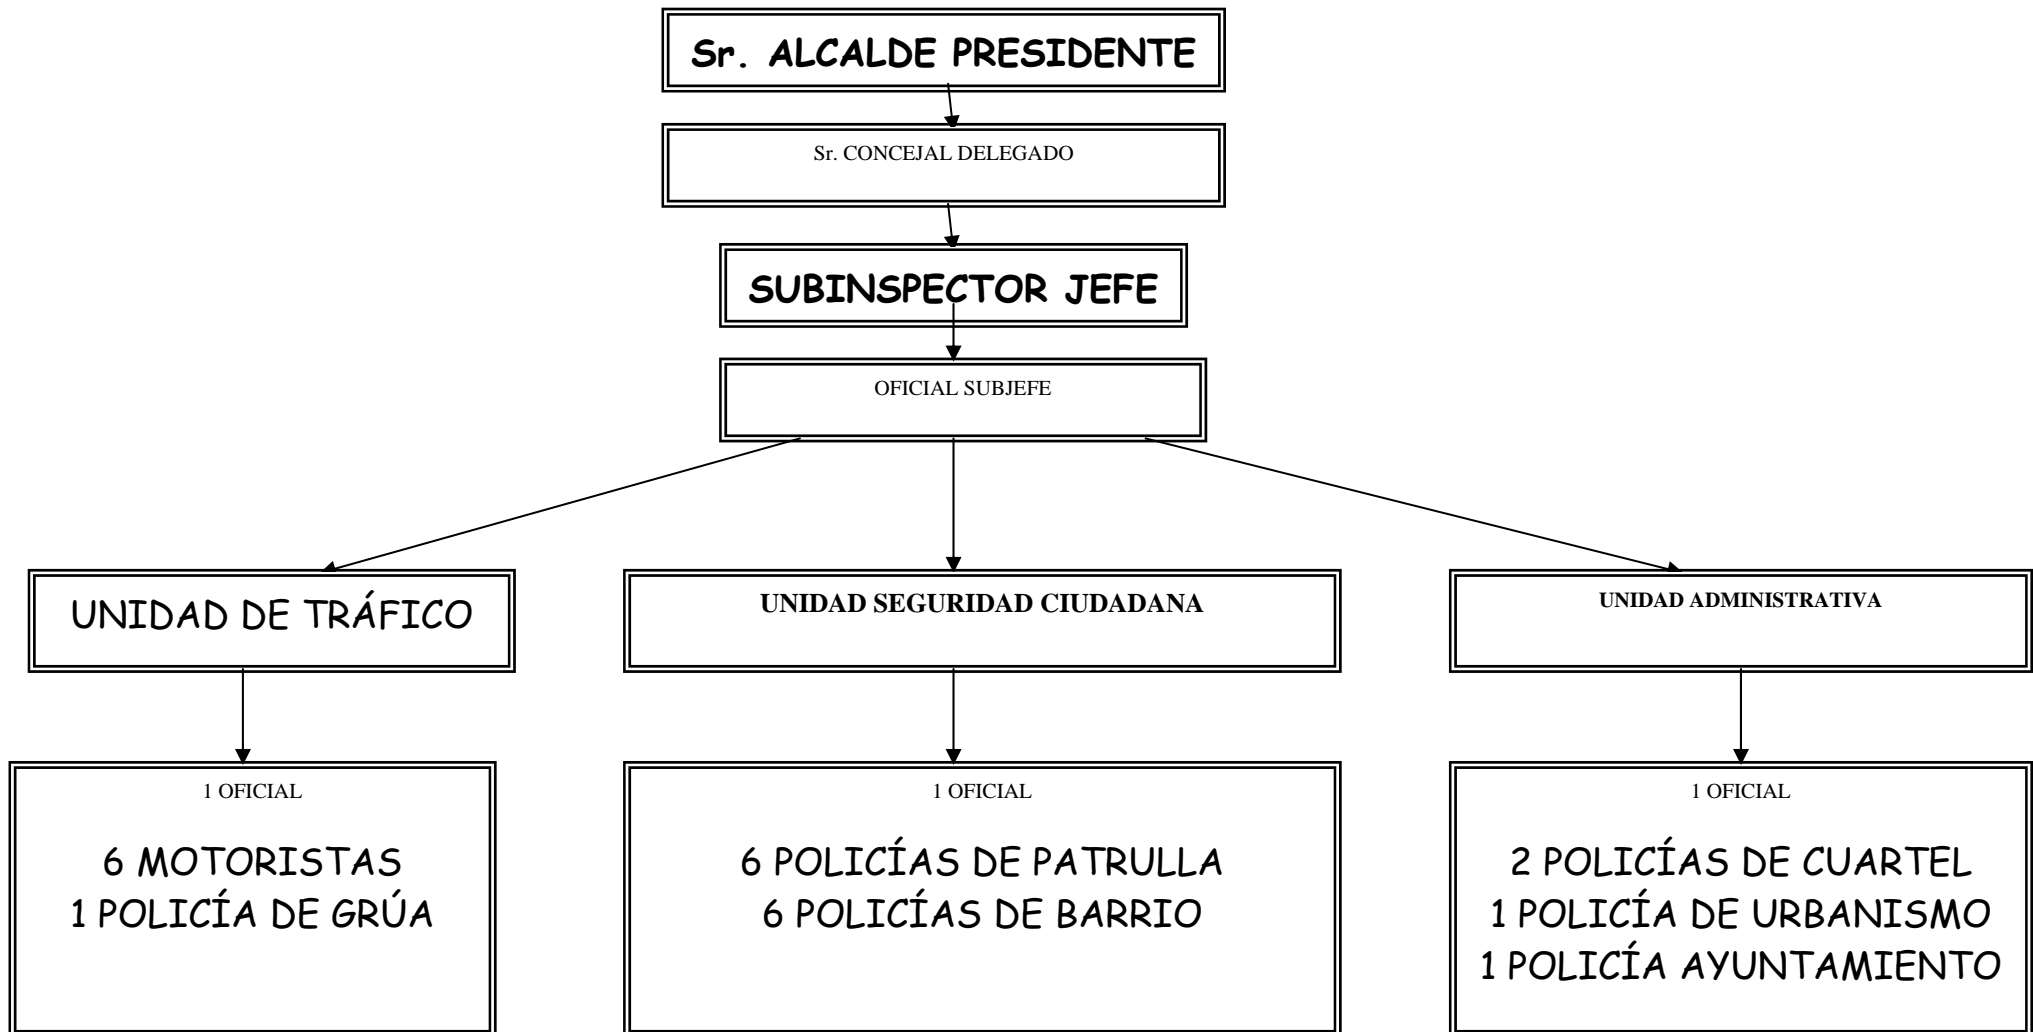 Sr. ALCALDE PRESIDENTE
Sr. CONCEJAL DELEGADO
SUBINSPECTOR JEFE
OFICIAL SUBJEFE
UNIDAD DE TRÁFICO
UNIDAD SEGURIDAD CIUDADANA
UNIDAD ADMINISTRATIVA
1 OFICIAL
6 MOTORISTAS
1 POLICÍA DE GRÚA
1 OFICIAL
6 POLICÍAS DE PATRULLA
6 POLICÍAS DE BARRIO
1 OFICIAL
2 POLICÍAS DE CUARTEL
1 POLICÍA DE URBANISMO
1 POLICÍA AYUNTAMIENTO